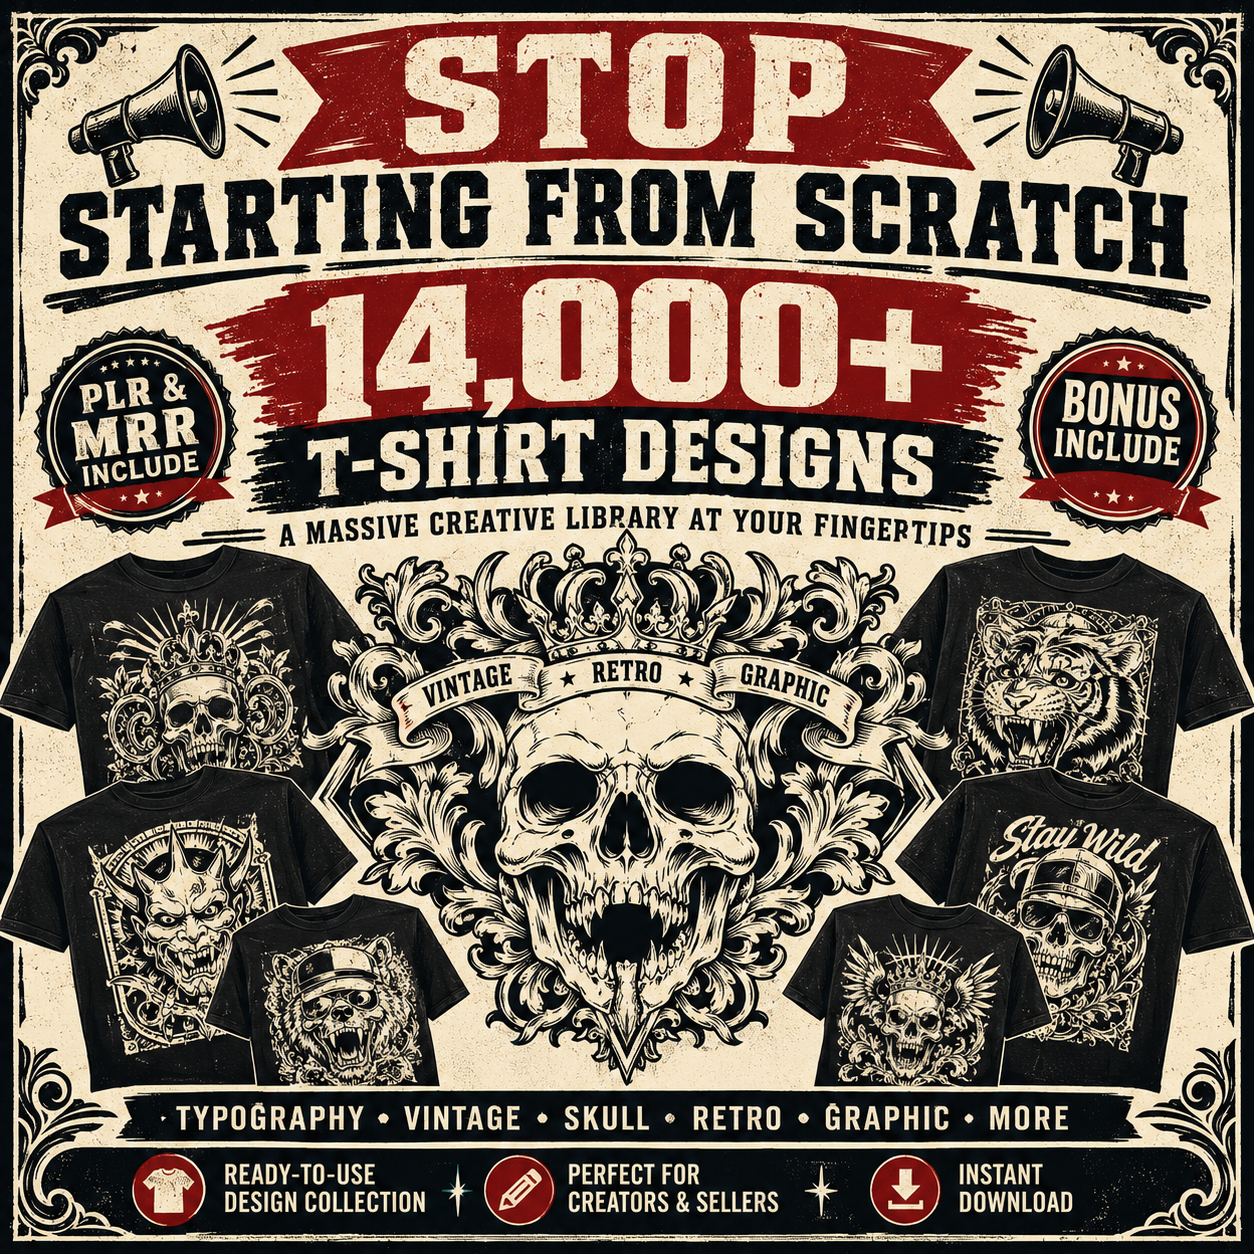 STOP
STARTING FROM SCRATCH
14,000+
T-SHIRT DESIGNS
PLR &
MRR
INCLUDE
BONUS
INCLUDE
A MASSIVE CREATIVE LIBRARY AT YOUR FINGERTIPS
VINTAGE ★ RETRO ★ GRAPHIC
Stay Wild
TYPOGRAPHY • VINTAGE • SKULL • RETRO • GRAPHIC • MORE
READY-TO-USE
DESIGN COLLECTION
PERFECT FOR
CREATORS & SELLERS
INSTANT
DOWNLOAD